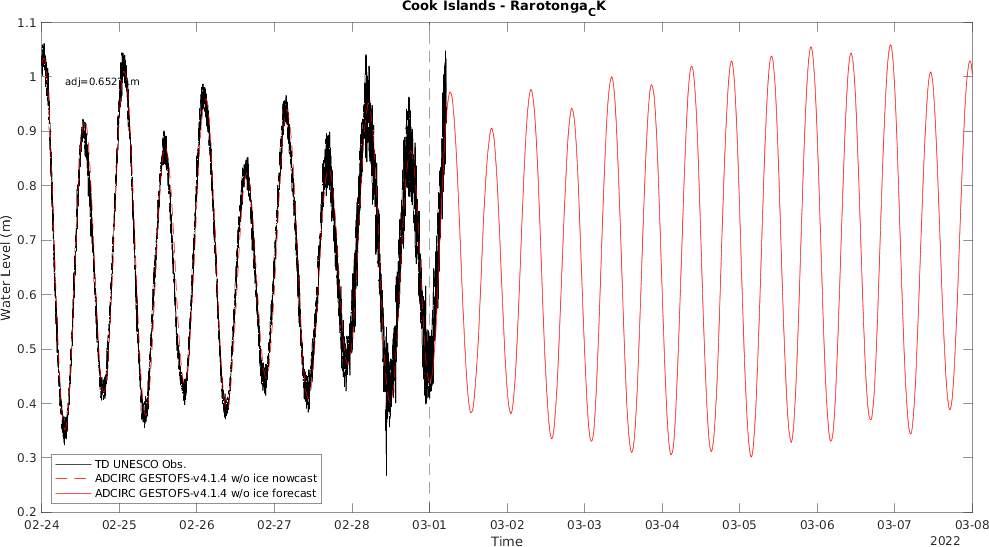 Cook Islands - Rarotonga_CK
1.1
1
0.9
0.8
0.7
0.6
0.5
0.4
0.3
0.2
Water Level (m)
TD UNESCO Obs.
ADCIRC GESTOFS-v4.1.4 w/o ice nowcast
ADCIRC GESTOFS-v4.1.4 w/o ice forecast
02-24 02-25 02-26 02-27 02-28 03-01 03-02 03-03 03-04 03-05 03-06 03-07 03-08
Time
2022